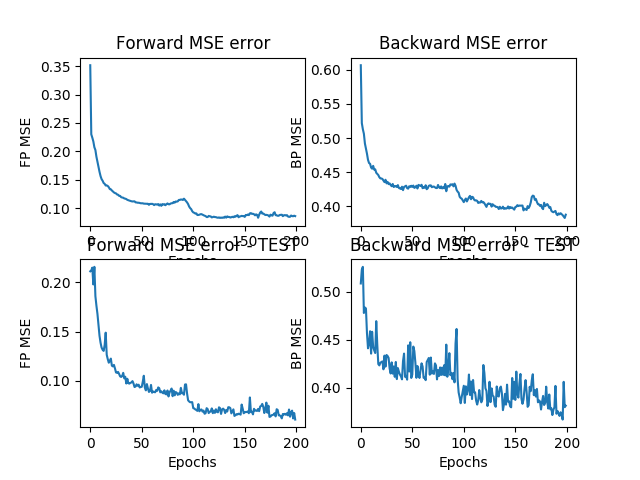 Forward MSE error
Backward MSE error
FP MSE
0.35
0.30
0.25
0.20
0.15
0.10
0 50 100 150 200
Epochs
BP MSE
0.60
0.55
0.50
0.45
0.40
0 50 100 150 200
Forward MSE error - TEST
Backward MSE error - TEST
FP MSE
0.20
0.15
0.10
0 50 100 150 200
Epochs
BP MSE
0.50
0.45
0.40
0 50 100 150 200
Epochs